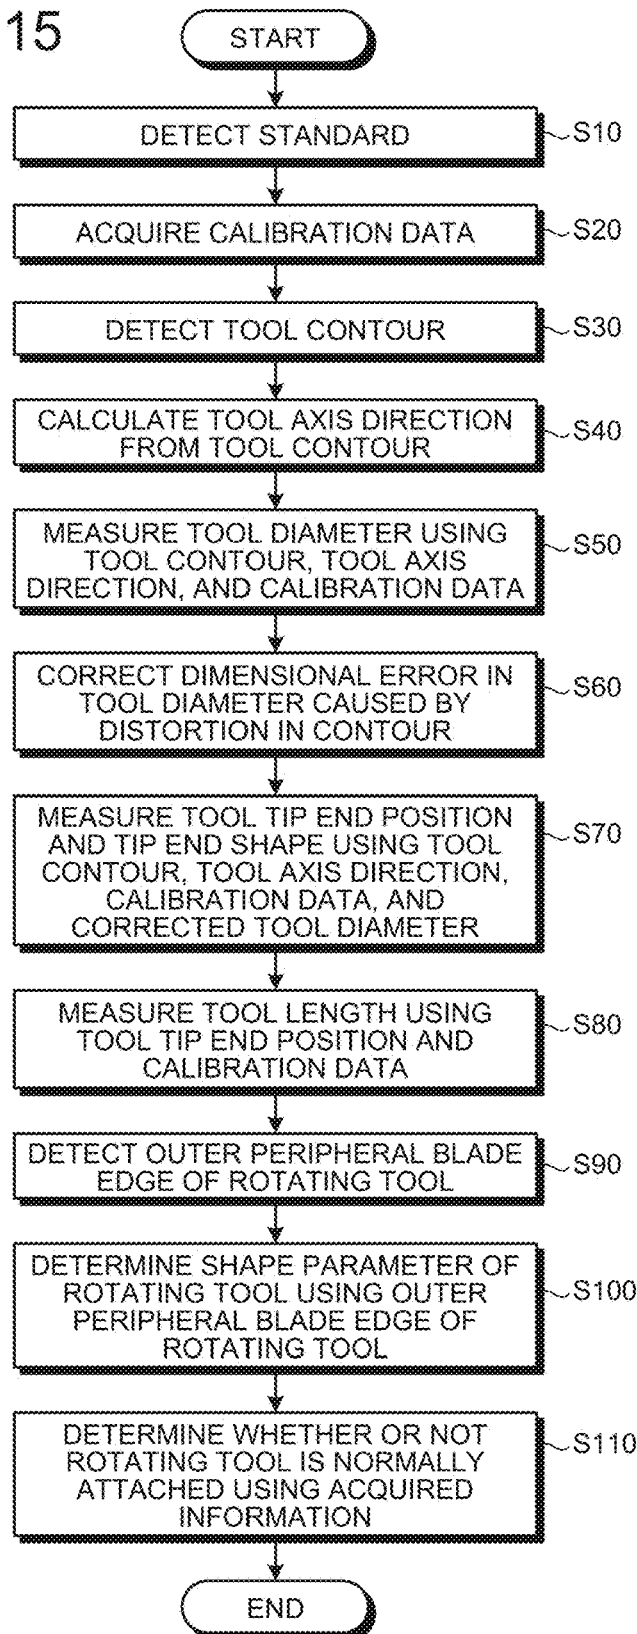 15
START
DETECT STANDARD
S10
ACQUIRE CALIBRATION DATA
S20
DETECT TOOL CONTOUR
S30
CALCULATE TOOL AXIS DIRECTION
FROM TOOL CONTOUR
S40
MEASURE TOOL DIAMETER USING
TOOL CONTOUR, TOOL AXIS
DIRECTION, AND CALIBRATION DATA
S50
CORRECT DIMENSIONAL ERROR IN
TOOL DIAMETER CAUSED BY
DISTORTION IN CONTOUR
S60
MEASURE TOOL TIP END POSITION
AND TIP END SHAPE USING TOOL
CONTOUR, TOOL AXIS DIRECTION,
CALIBRATION DATA, AND
CORRECTED TOOL DIAMETER
S70
MEASURE TOOL LENGTH USING
TOOL TIP END POSITION AND
CALIBRATION DATA
S80
DETECT OUTER PERIPHERAL BLADE
EDGE OF ROTATING TOOL
S90
DETERMINE SHAPE PARAMETER OF
ROTATING TOOL USING OUTER
PERIPHERAL BLADE EDGE OF
ROTATING TOOL
S100
DETERMINE WHETHER OR NOT
ROTATING TOOL IS NORMALLY
ATTACHED USING ACQUIRED
INFORMATION
S110
END